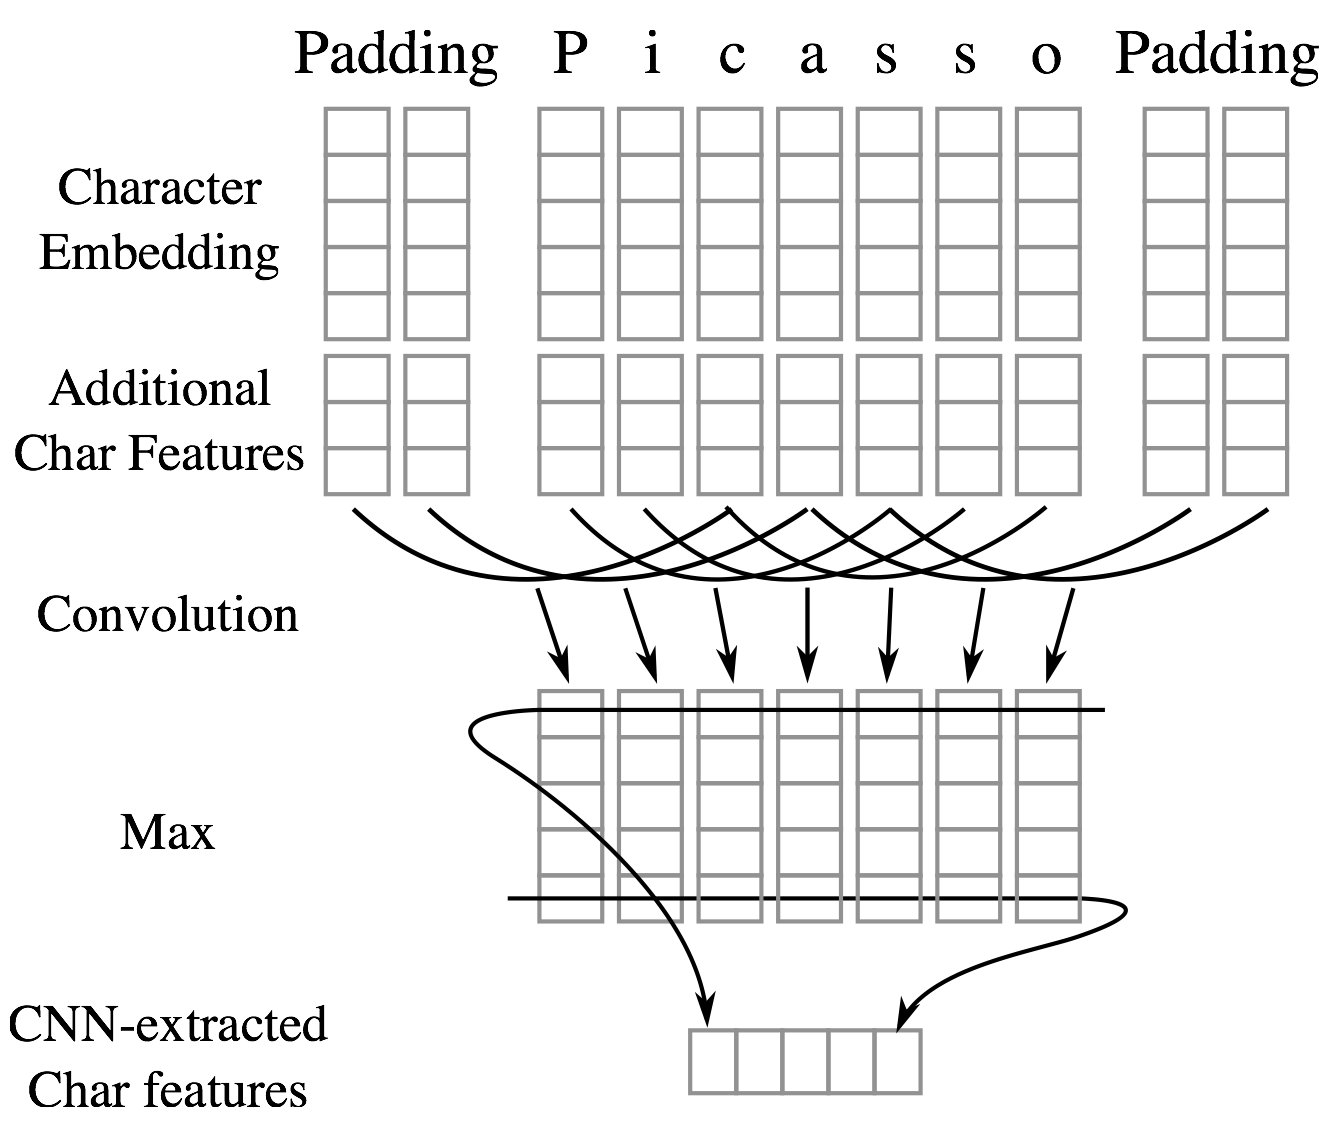 Padding P i c a s s o Padding
Character
Embedding
Additional
Char Features
Convolution
Max
CNN-extracted
Char features